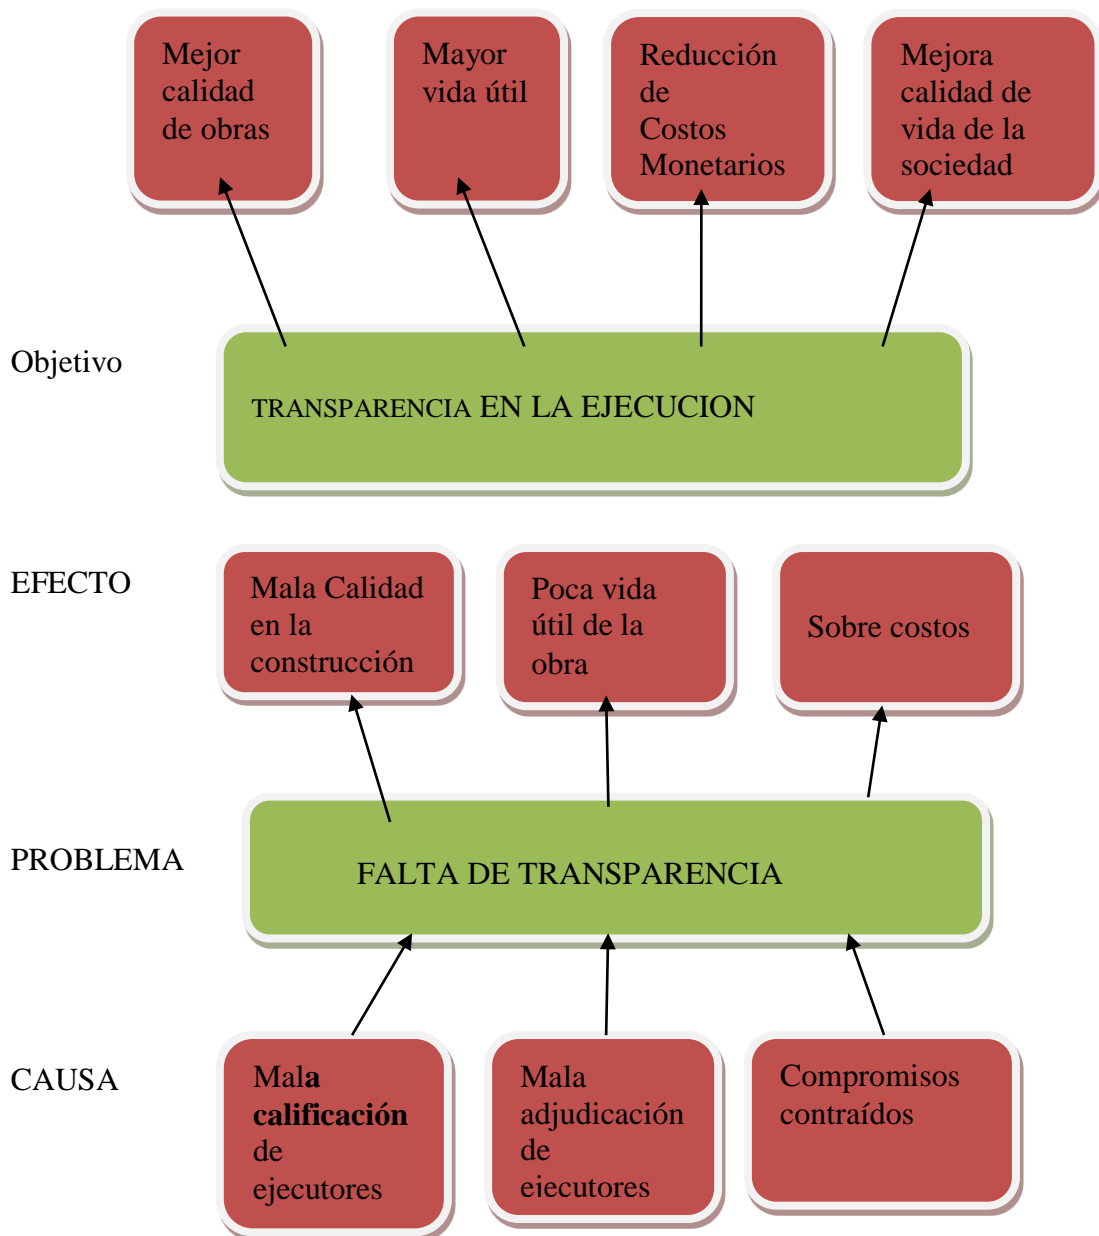 Mejor
calidad
de obras
Mayor
vida útil
Reducción
de
Costos
Monetarios
Mejora
calidad de
vida de la
sociedad
Objetivo
TRANSPARENCIA EN LA EJECUCION
EFECTO
Mala Calidad
en la
construcción
Poca vida
útil de la
obra
Sobre costos
PROBLEMA
FALTA DE TRANSPARENCIA
CAUSA
Mala
calificación
de
ejecutores
Mala
adjudicación
de
ejecutores
Compromisos
contraídos